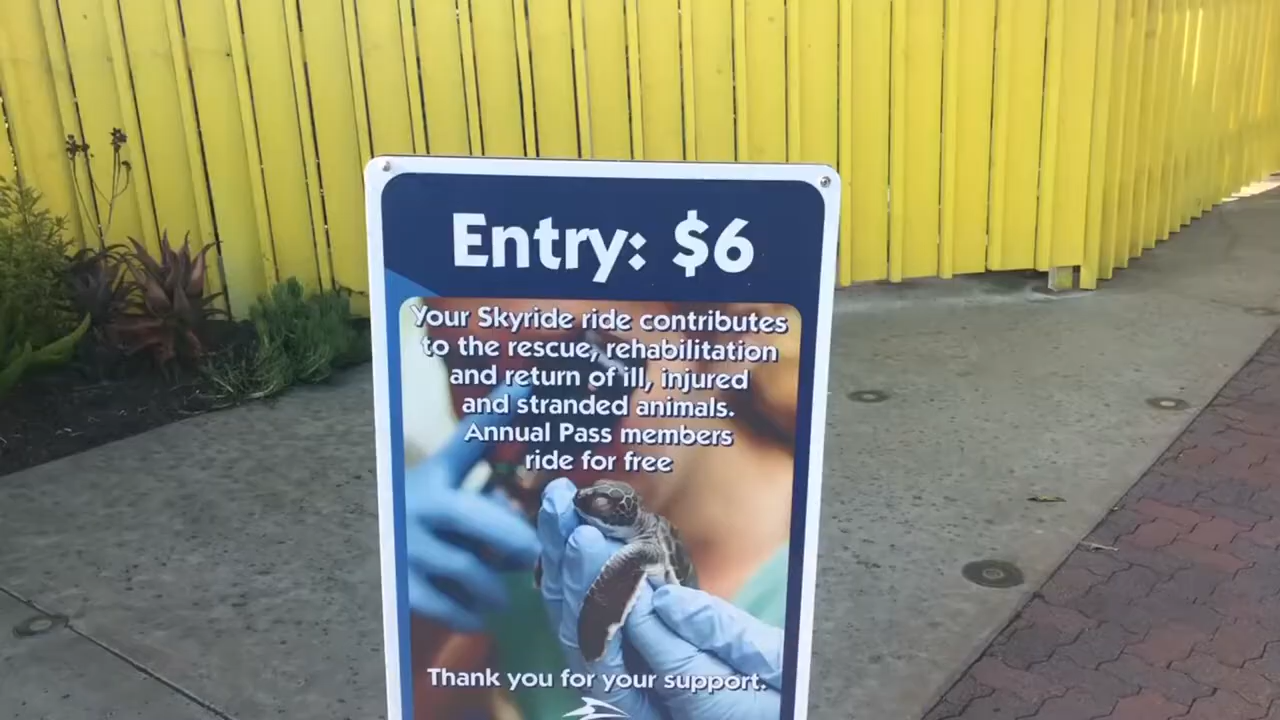 Entry: $6
Your Skyride ride contributes
to the rescue, rehabilitation
and return of ill, injured
and stranded animals.
Annual Pass members
ride for free
Thank you for your support.